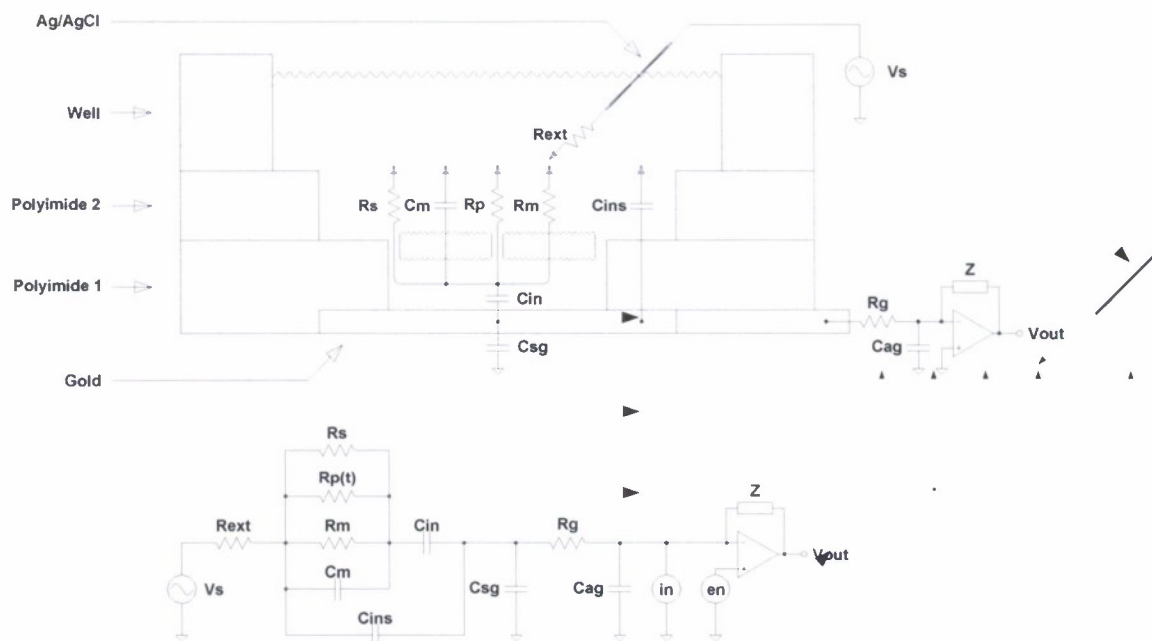 Ag/AgCl
Vs
Well
Rext
Polyimide 2
Rs Cm Rp Rm Cins
Polyimide 1
Z
Cin
Rg
Vout
Csg
Cag
Gold
Rs
Rp(t)
Z
Rext
Rm
Cin
Rg
Vout
Vs
Cm
Csg
Cag
in
en
Cins